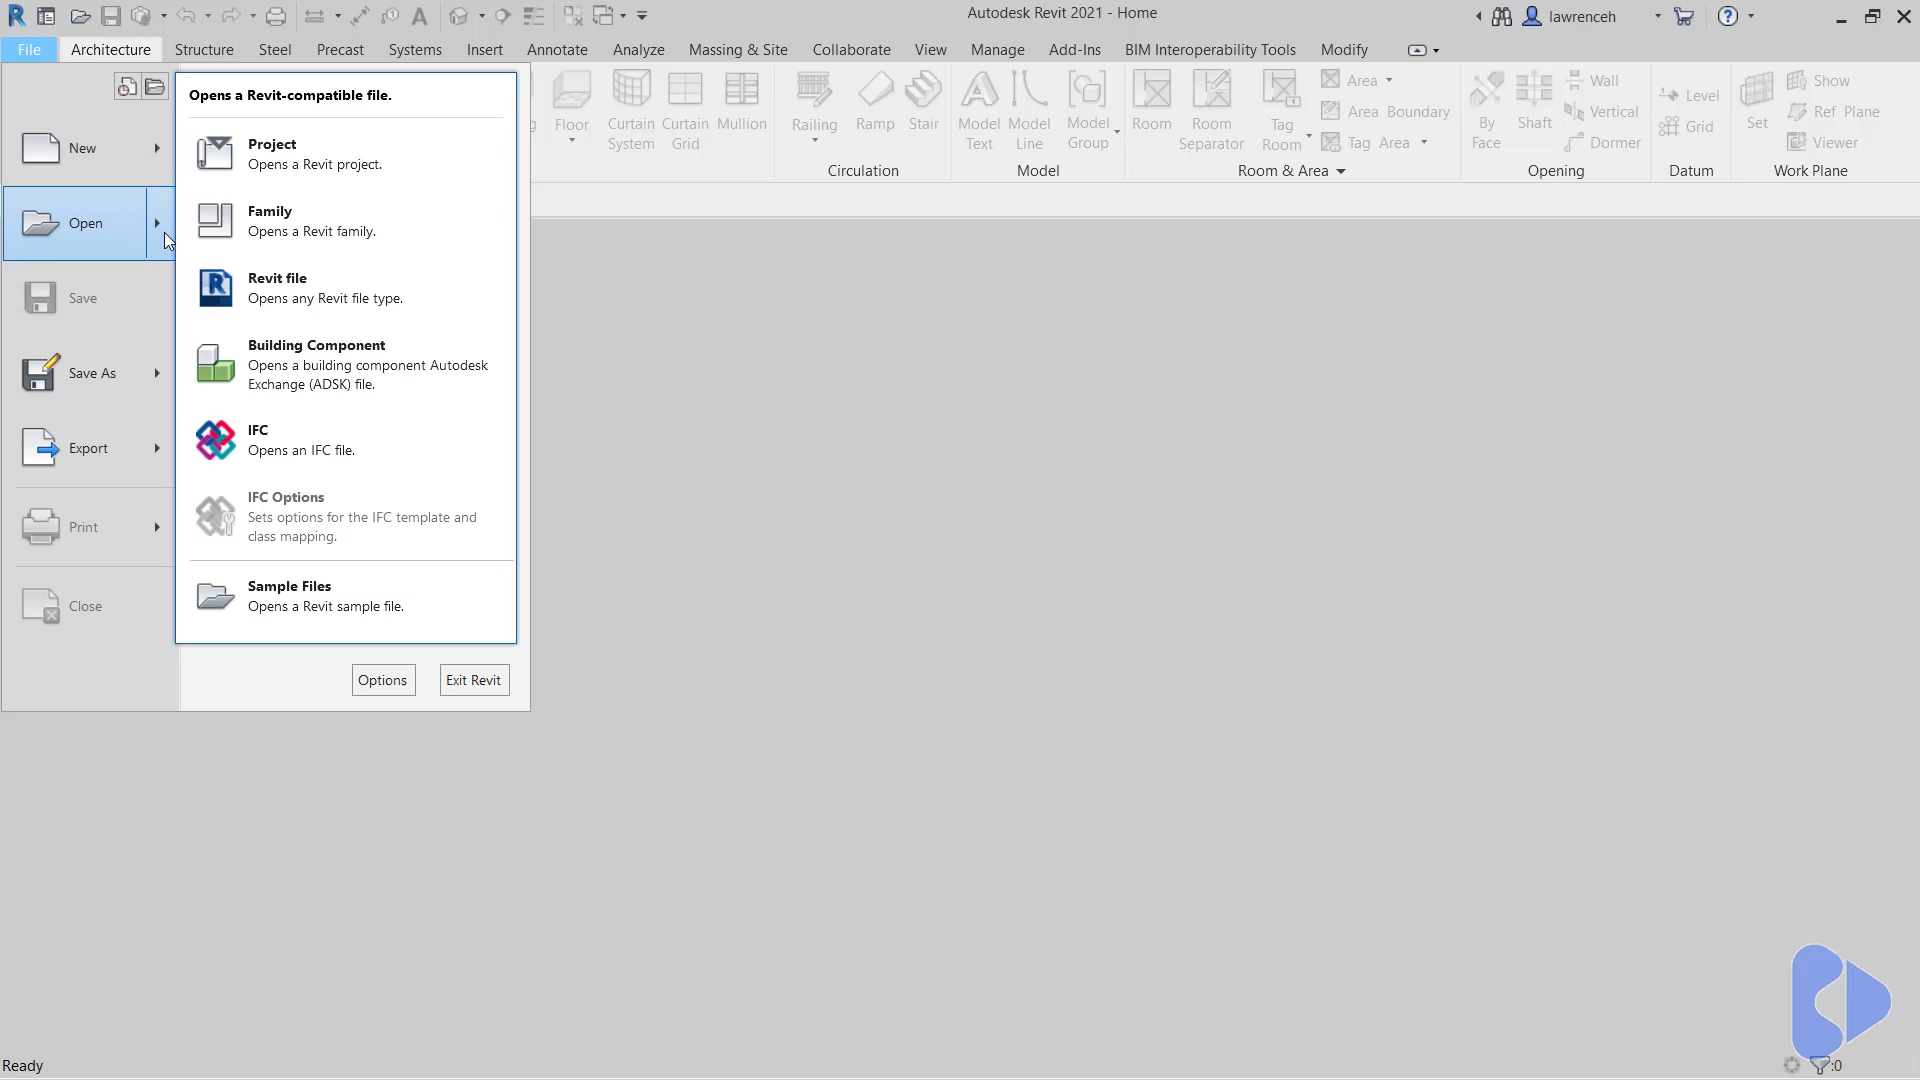 Autodesk Revit 2021 - Home
lawrenceh
File Architecture Structure Steel Precast Systems Insert Annotate Analyze Massing & Site Collaborate View Manage Add-Ins BIM Interoperability Tools Modify
Opens a Revit-compatible file.
New
Open
Save
Save As
Export
Print
Close
Project
Opens a Revit project.
Family
Opens a Revit family.
Revit file
Opens any Revit file type.
Building Component
Opens a building component Autodesk
Exchange (ADSK) file.
IFC
Opens an IFC file.
IFC Options
Sets options for the IFC template and
class mapping.
Sample Files
Opens a Revit sample file.
Options
Exit Revit
Floor
Curtain
System
Curtain
Grid
Mullion
Railing
Ramp
Stair
Circulation
Model
Text
Model
Line
Model
Group
Model
Room
Room
Separator
Tag
Room
Area
Area Boundary
Tag Area
Room & Area
By
Face
Shaft
Wall
Vertical
Dormer
Opening
Level
Grid
Datum
Set
Show
Ref Plane
Viewer
Work Plane
Ready
:0